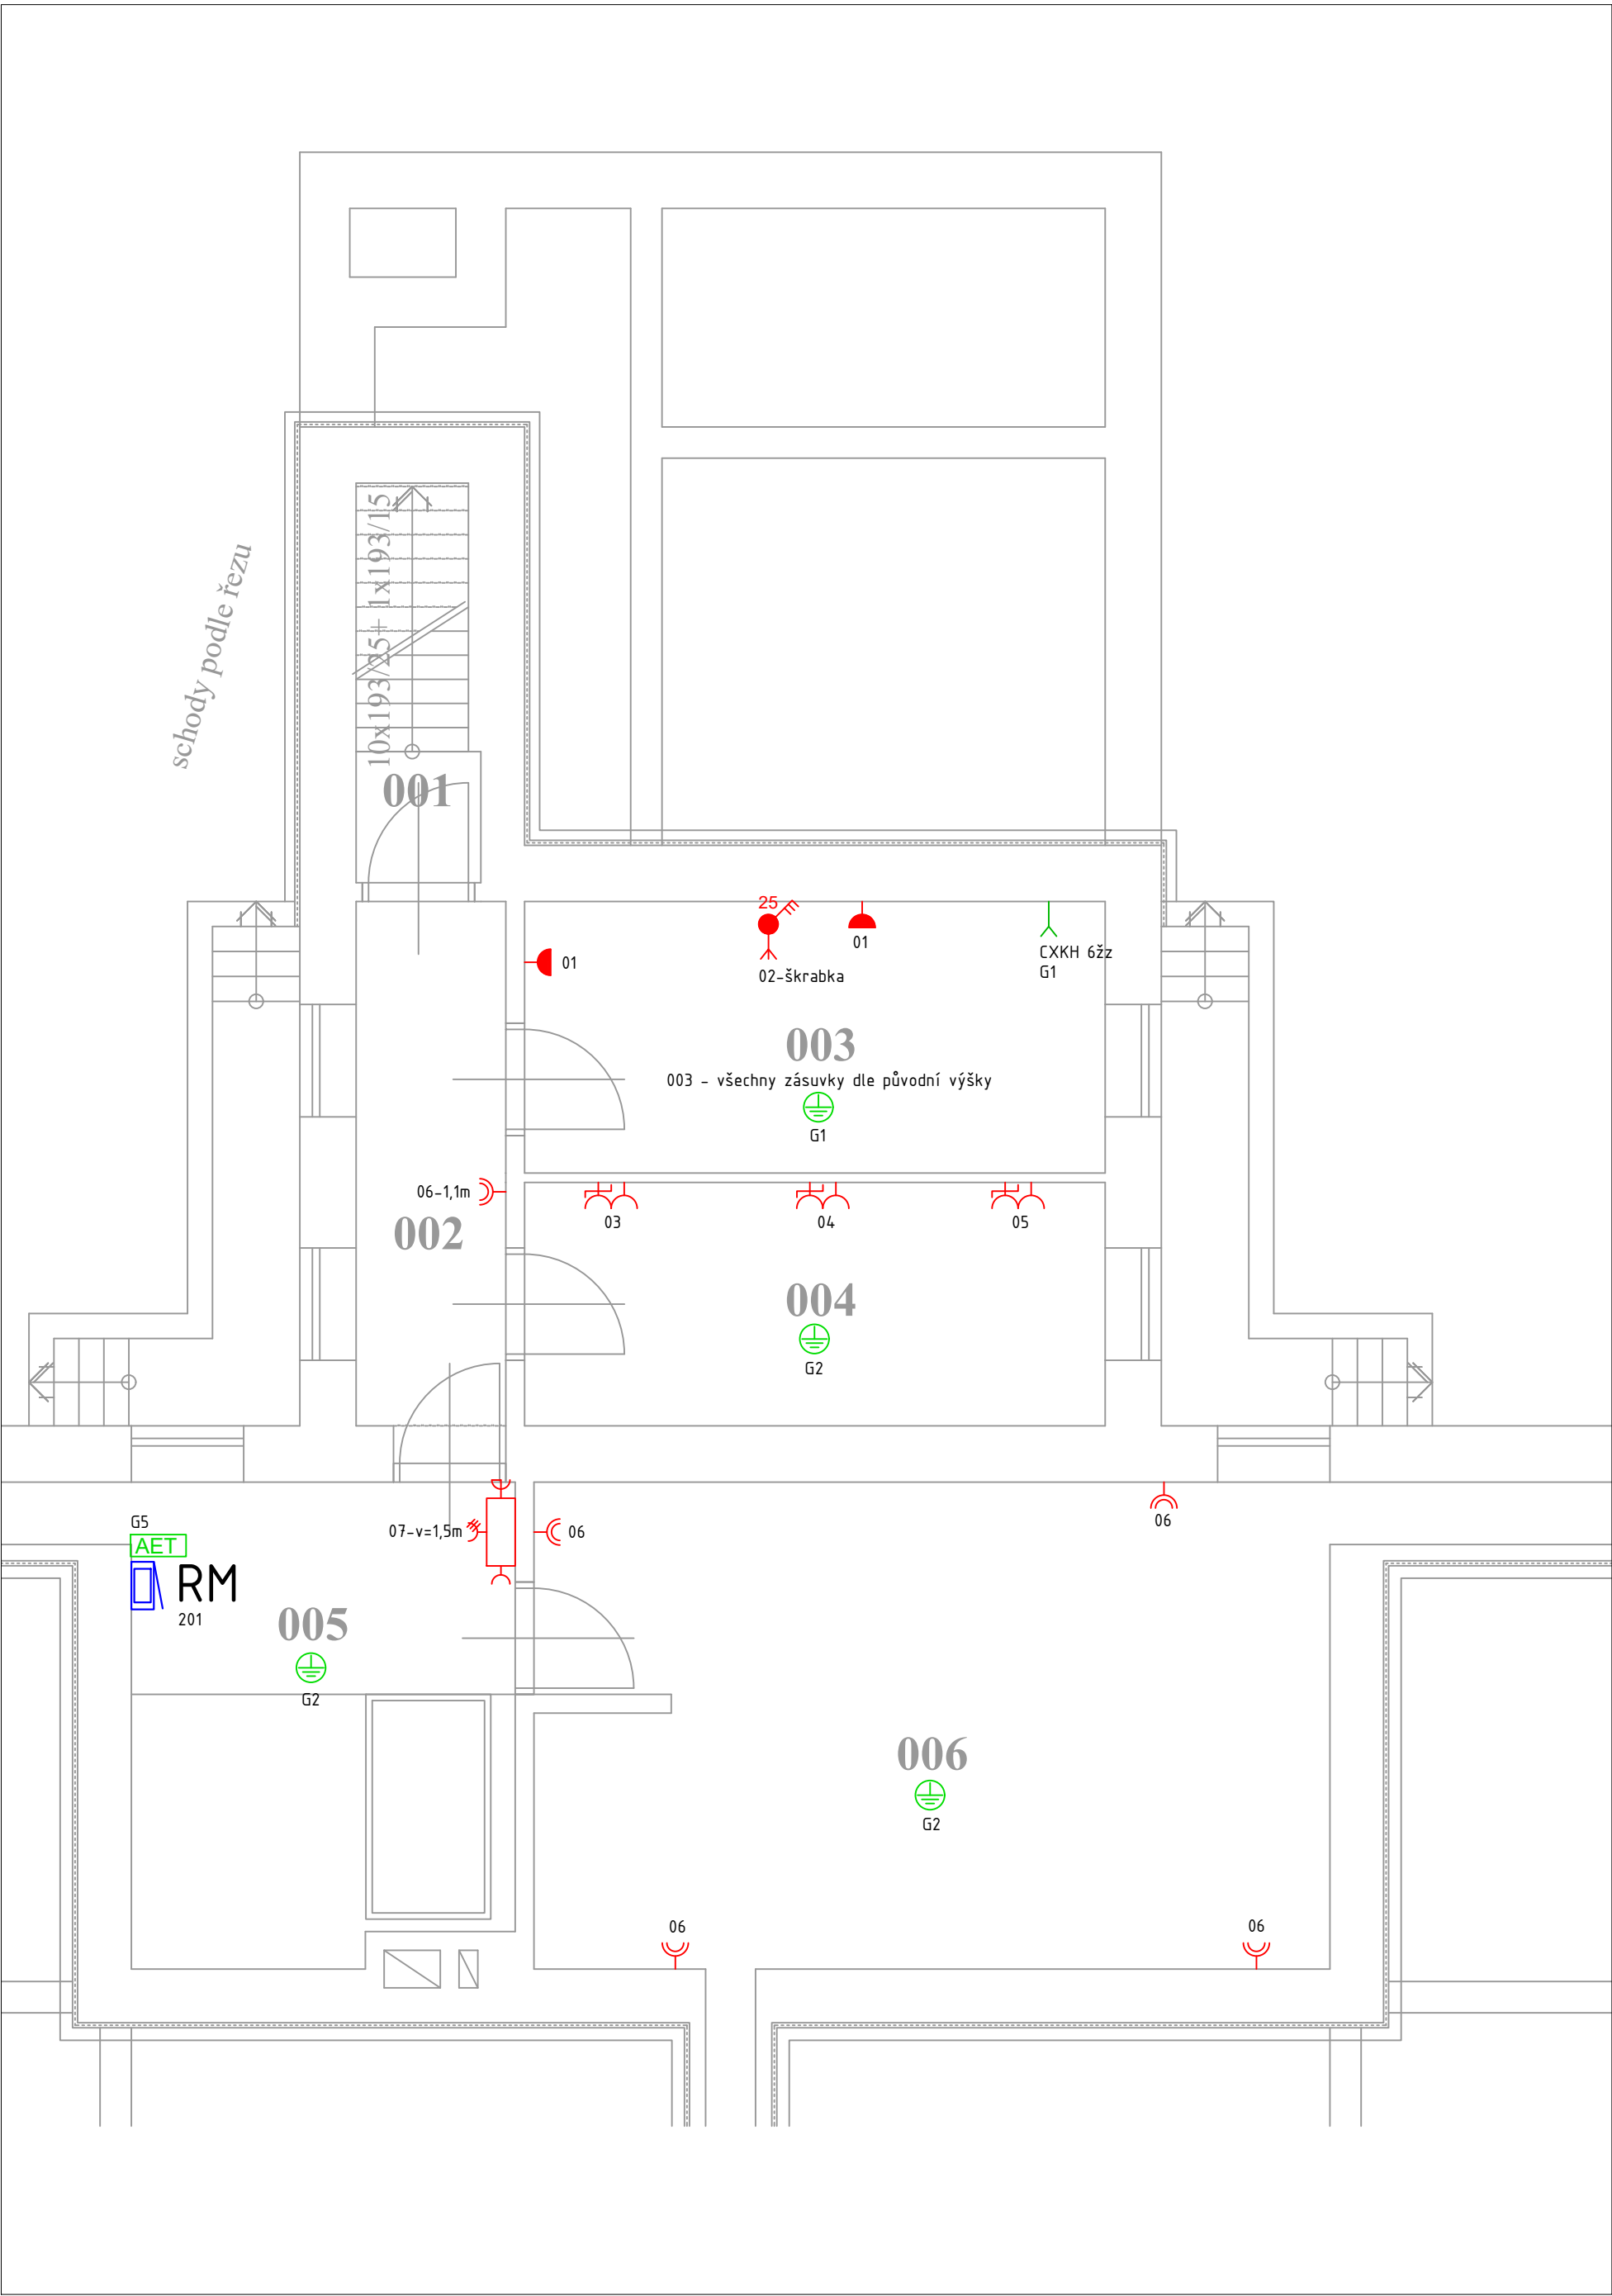 schody podle řezu
10x193/25+ 1x193/15
001
25
01
01
02-škrabka
CXKH 6žz
G1
003
003 - všechny zásuvky dle původní výšky
G1
06-1,1m
03
04
05
002
004
G2
G5
AET
07-v=1,5m
06
06
RM
201
005
G2
006
G2
06
06